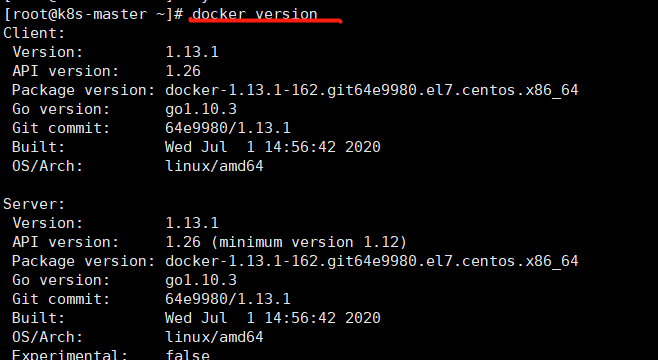 [root@k8s-master ~]# docker version
Client:
 Version:         1.13.1
 API version:     1.26
 Package version: docker-1.13.1-162.git64e9980.el7.centos.x86_64
 Go version:      go1.10.3
 Git commit:      64e9980/1.13.1
 Built:           Wed Jul  1 14:56:42 2020
 OS/Arch:         linux/amd64

Server:
 Version:         1.13.1
 API version:     1.26 (minimum version 1.12)
 Package version: docker-1.13.1-162.git64e9980.el7.centos.x86_64
 Go version:      go1.10.3
 Git commit:      64e9980/1.13.1
 Built:           Wed Jul  1 14:56:42 2020
 OS/Arch:         linux/amd64
 Experimental:    false